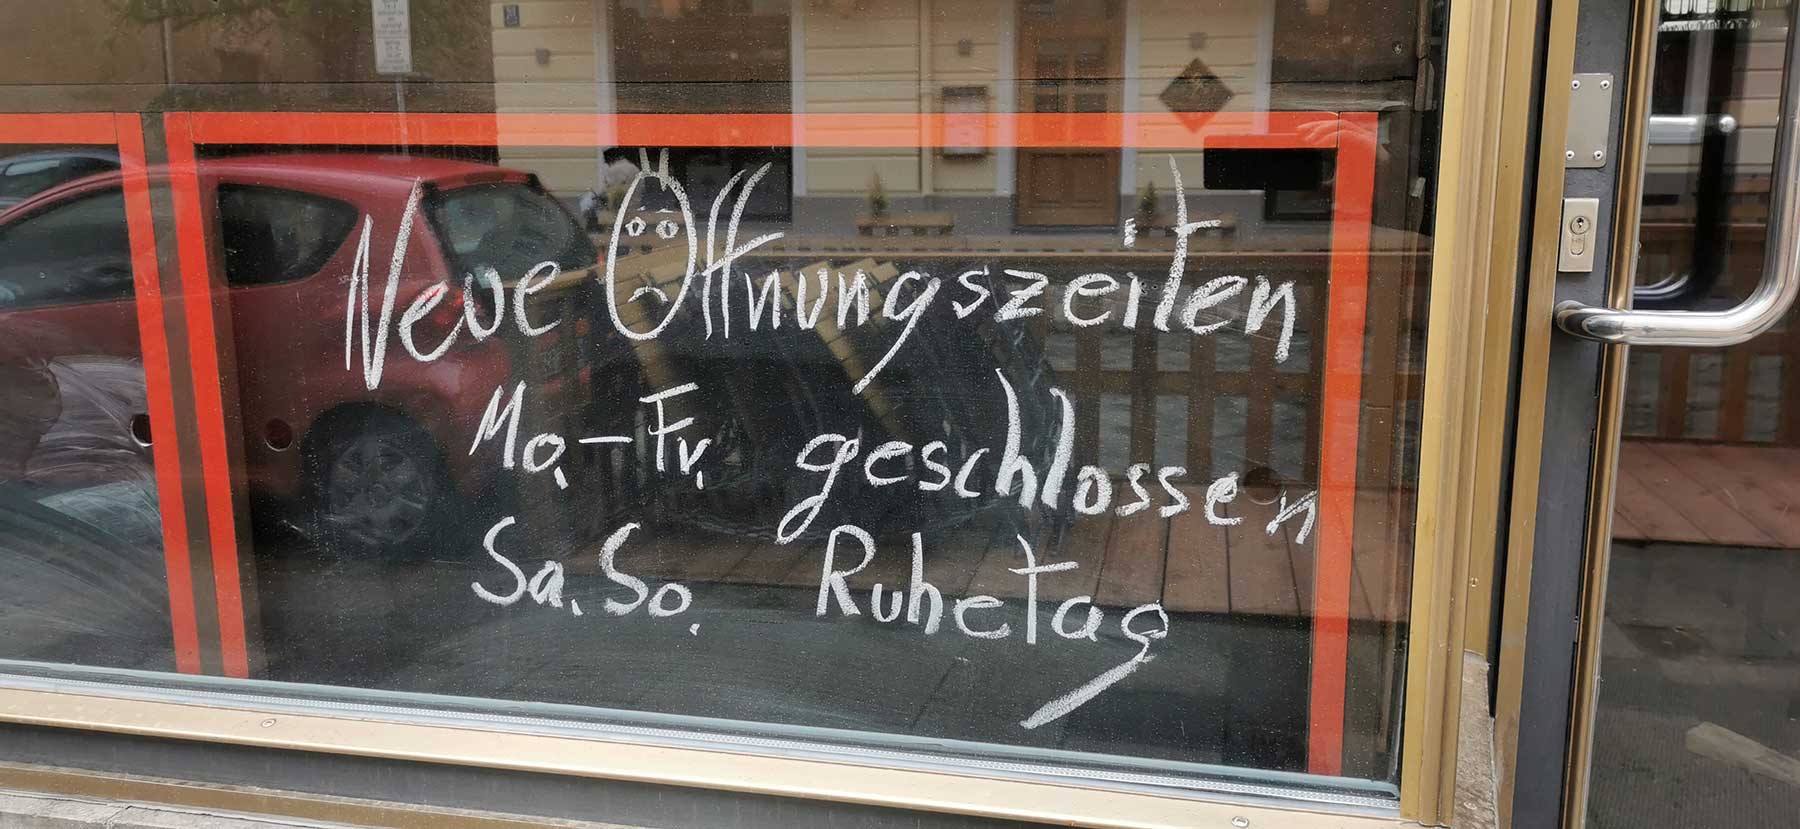 Neue Öffnungszeiten
Mo.-Fr. geschlossen
Sa. So. Ruhetag